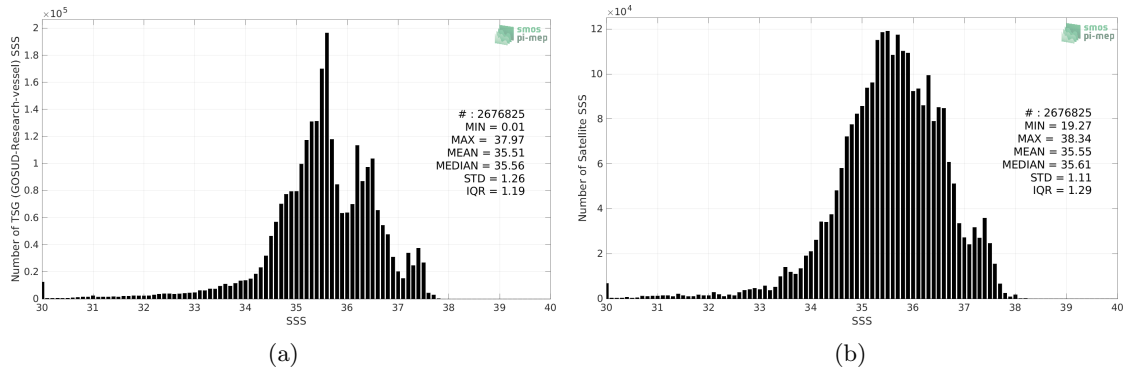 ×10⁵
2
1.8
1.6
1.4
1.2
1
0.8
0.6
0.4
0.2
0
Number of TSG (GOSUD-Research-vessel) SSS
smos
pi-mep
# : 2676825
MIN = 0.01
MAX = 37.97
MEAN = 35.51
MEDIAN = 35.56
STD = 1.26
IQR = 1.19
30 31 32 33 34 35 36 37 38 39 40
SSS
(a)
×10⁴
12
10
8
6
4
2
0
Number of Satellite SSS
smos
pi-mep
# : 2676825
MIN = 19.27
MAX = 38.34
MEAN = 35.55
MEDIAN = 35.61
STD = 1.11
IQR = 1.29
30 31 32 33 34 35 36 37 38 39 40
SSS
(b)